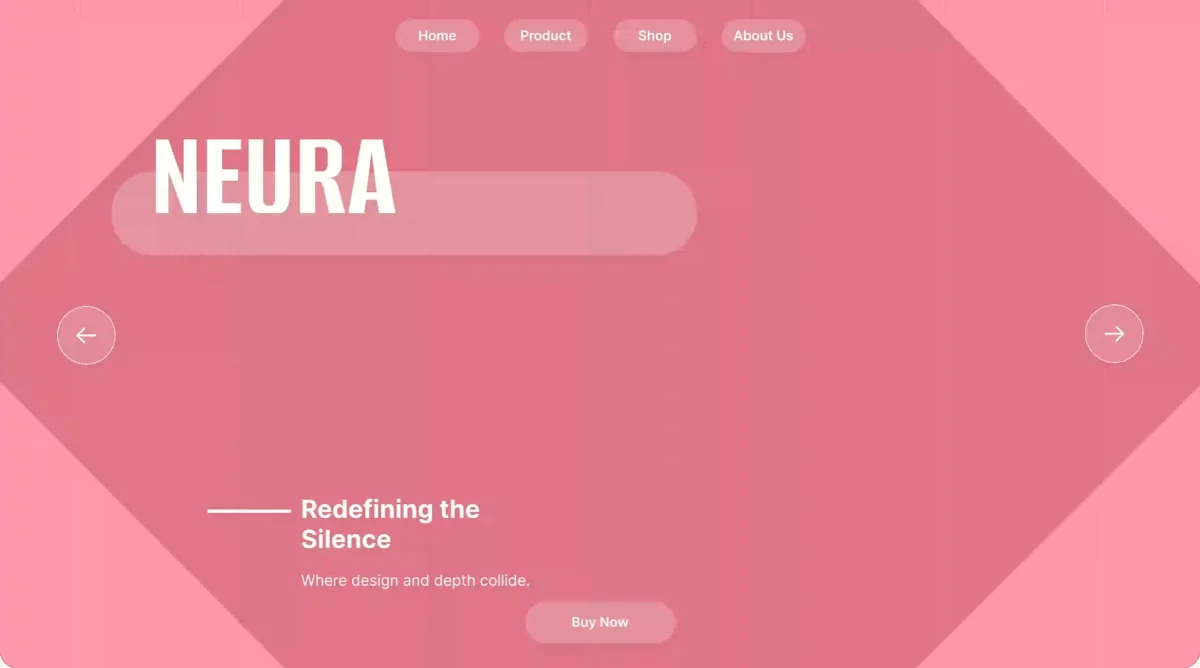 Home
Product
Shop
About Us
NEURA
Redefining the
Silence
Where design and depth collide.
Buy Now